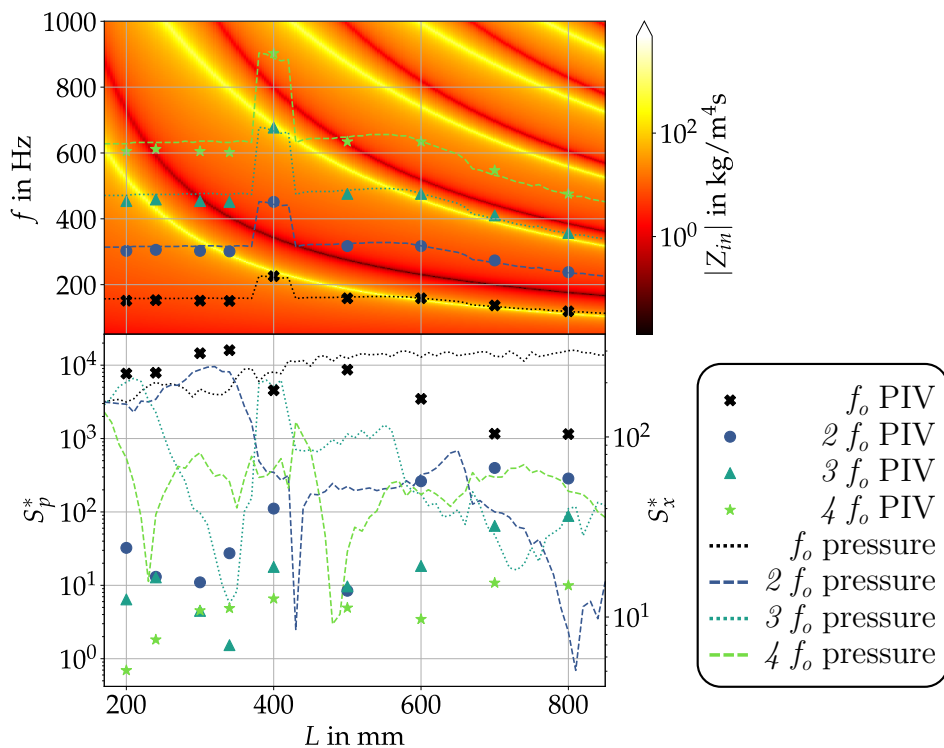 1000
800
600
400
200
f in Hz
10^2
10^0
|Z_in| in kg/m^4s
10^4
10^3
10^2
10^1
10^0
S_p^*
10^2
10^1
S_x^*
200
400
600
800
L in mm
f_o PIV
2 f_o PIV
3 f_o PIV
4 f_o PIV
f_o pressure
2 f_o pressure
3 f_o pressure
4 f_o pressure